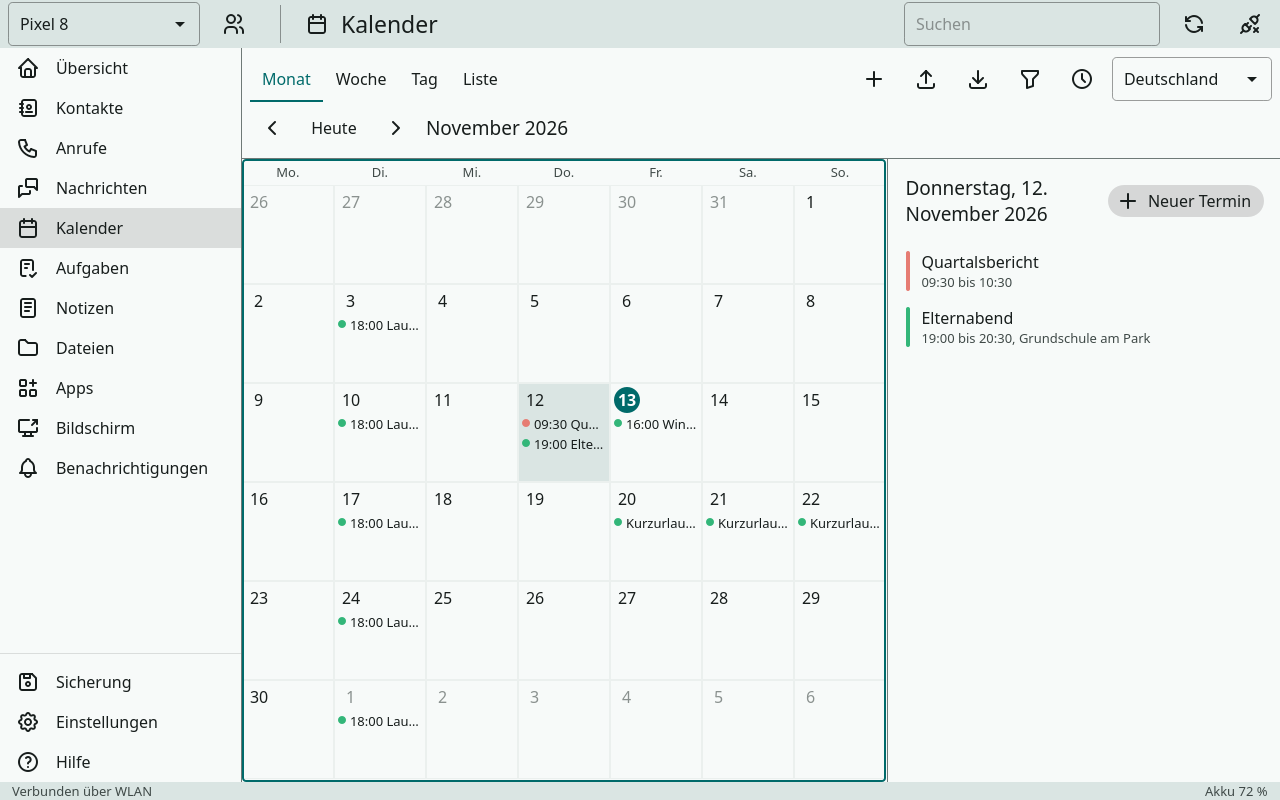 Pixel 8
Kalender
Suchen
Übersicht
Kontakte
Anrufe
Nachrichten
Kalender
Aufgaben
Notizen
Dateien
Apps
Bildschirm
Benachrichtigungen
Sicherung
Einstellungen
Hilfe
Monat Woche Tag Liste
Deutschland
Heute November 2026
Mo. Di. Mi. Do. Fr. Sa. So.
26 27 28 29 30 31 1
2 3 4 5 6 7 8
18:00 Lau...
9 10 11 12 13 14 15
18:00 Lau... 09:30 Qu... 16:00 Win...
19:00 Elte...
16 17 18 19 20 21 22
18:00 Lau... Kurzurlau... Kurzurlau... Kurzurlau...
23 24 25 26 27 28 29
18:00 Lau...
30 1 2 3 4 5 6
18:00 Lau...
Donnerstag, 12.
November 2026
Neuer Termin
Quartalsbericht
09:30 bis 10:30
Elternabend
19:00 bis 20:30, Grundschule am Park
Verbunden über WLAN
Akku 72 %